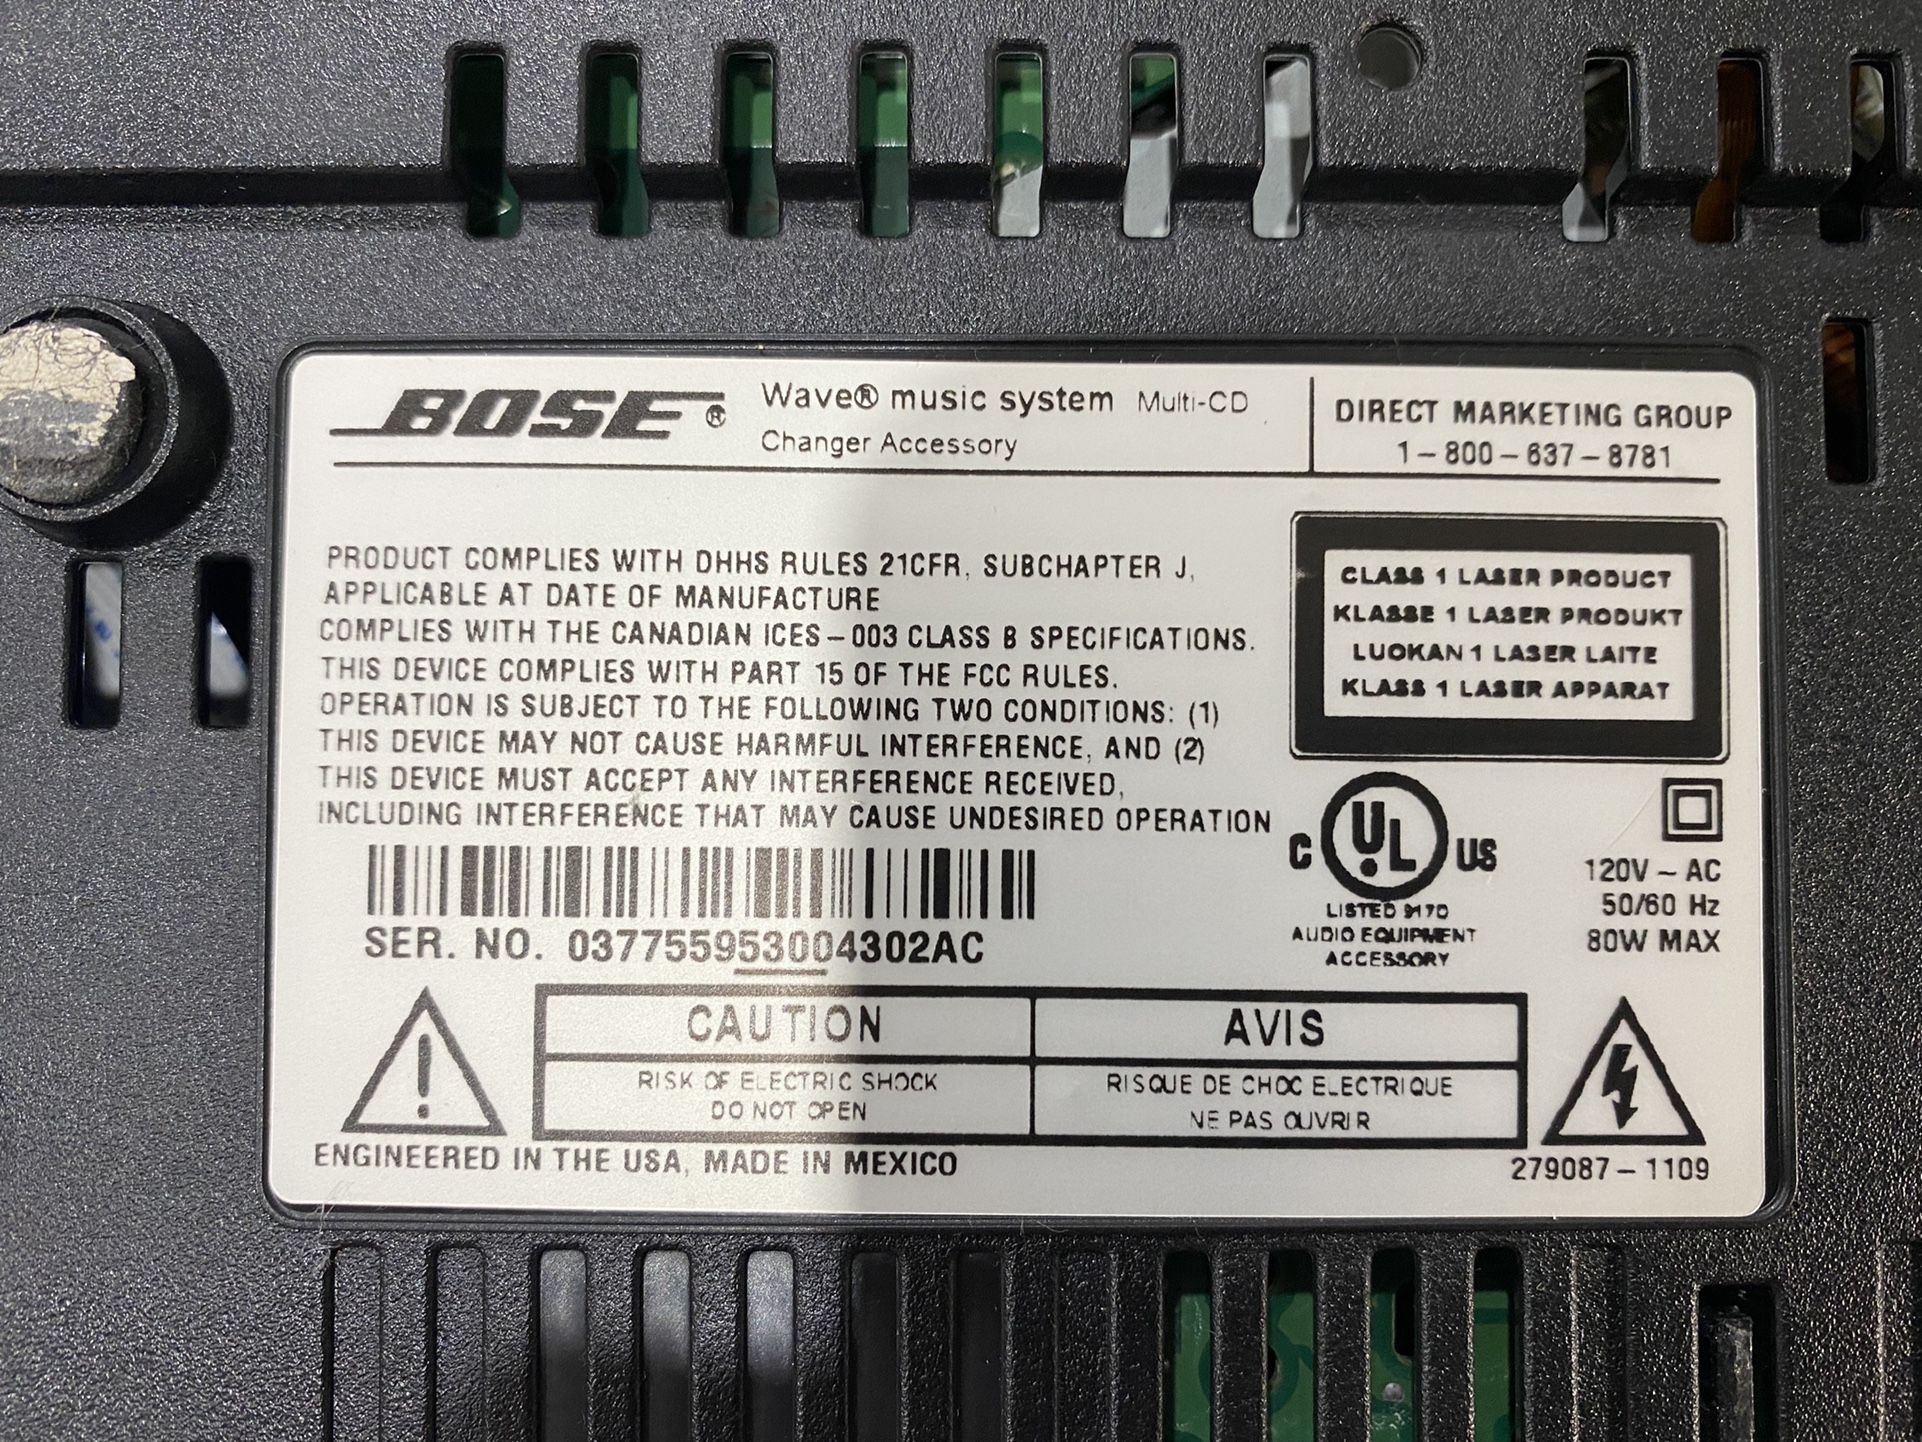 BOSE® Wave® music system Multi-CD
Changer Accessory
DIRECT MARKETING GROUP
1-800-637-8781
PRODUCT COMPLIES WITH DHHS RULES 21CFR, SUBCHAPTER J,
APPLICABLE AT DATE OF MANUFACTURE
COMPLIES WITH THE CANADIAN ICES-003 CLASS B SPECIFICATIONS.
THIS DEVICE COMPLIES WITH PART 15 OF THE FCC RULES.
OPERATION IS SUBJECT TO THE FOLLOWING TWO CONDITIONS: (1)
THIS DEVICE MAY NOT CAUSE HARMFUL INTERFERENCE, AND (2)
THIS DEVICE MUST ACCEPT ANY INTERFERENCE RECEIVED,
INCLUDING INTERFERENCE THAT MAY CAUSE UNDESIRED OPERATION
CLASS 1 LASER PRODUCT
KLASSE 1 LASER PRODUKT
LUOKAN 1 LASER LAITE
KLASS 1 LASER APPARAT
C UL US
LISTED 917D
AUDIO EQUIPMENT
ACCESSORY
120V ~ AC
50/60 Hz
80W MAX
SER. NO. 037755953004302AC
CAUTION
RISK OF ELECTRIC SHOCK
DO NOT OPEN
AVIS
RISQUE DE CHOC ELECTRIQUE
NE PAS OUVRIR
ENGINEERED IN THE USA, MADE IN MEXICO
279087-1109